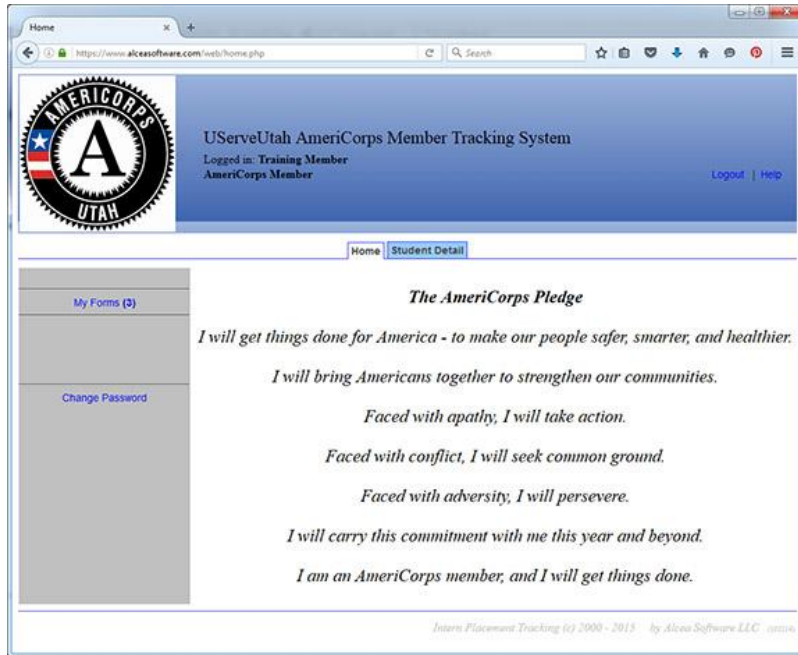 Home
https://www.alceasoftware.com/web/home.php
Search
AMERICORPS
A
UTAH
UServeUtah AmeriCorps Member Tracking System
Logged in: Training Member
AmeriCorps Member
Logout | Help
Home Student Detail
My Forms (3)
Change Password
The AmeriCorps Pledge
I will get things done for America - to make our people safer, smarter, and healthier.
I will bring Americans together to strengthen our communities.
Faced with apathy, I will take action.
Faced with conflict, I will seek common ground.
Faced with adversity, I will persevere.
I will carry this commitment with me this year and beyond.
I am an AmeriCorps member, and I will get things done.
Intern Placement Tracking (c) 2000 - 2015 by Alcea Software LLC